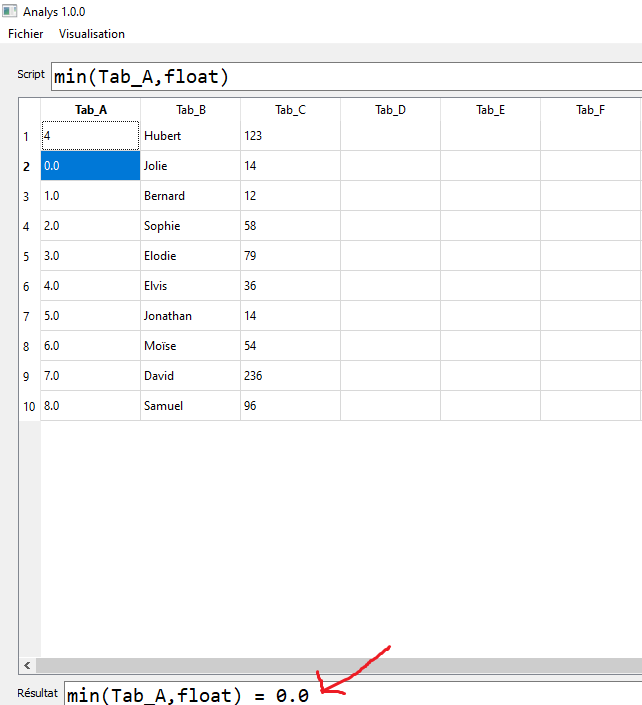 Analys 1.0.0
Fichier Visualisation
Script min(Tab_A,float)
Tab_A Tab_B Tab_C Tab_D Tab_E Tab_F
1 4 Hubert 123
2 0.0 Jolie 14
3 1.0 Bernard 12
4 2.0 Sophie 58
5 3.0 Elodie 79
6 4.0 Elvis 36
7 5.0 Jonathan 14
8 6.0 Moïse 54
9 7.0 David 236
10 8.0 Samuel 96
Résultat min(Tab_A,float) = 0.0